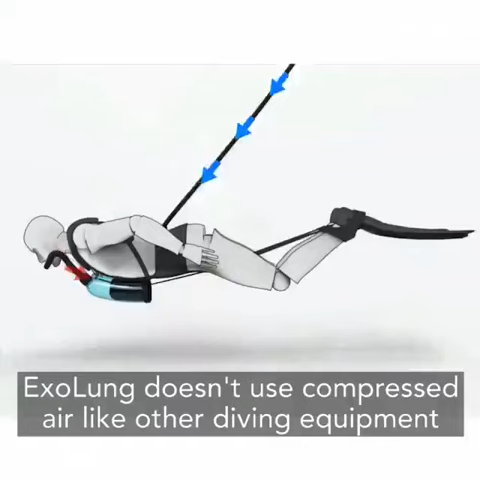 ExoLung doesn't use compressed
air like other diving equipment